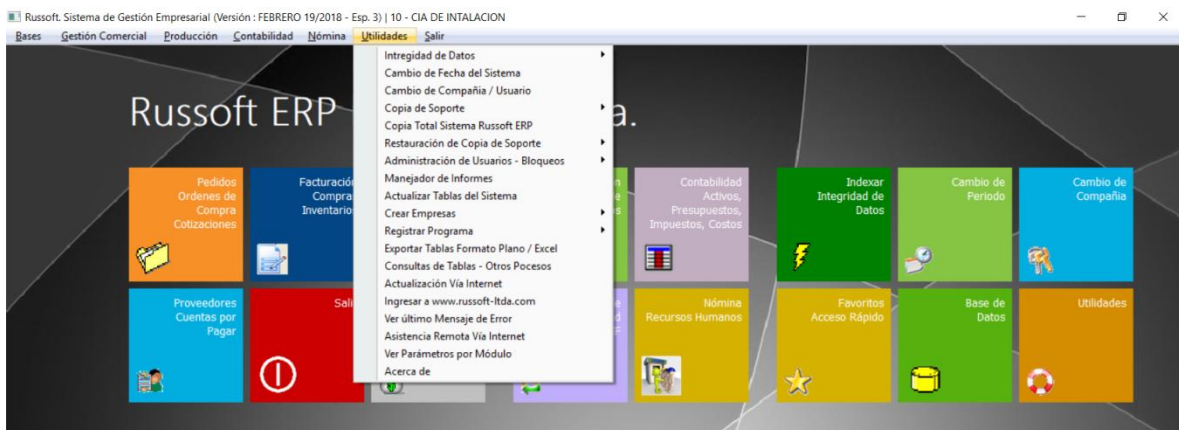 Russoft. Sistema de Gestión Empresarial (Versión : FEBRERO 19/2018 - Esp. 3) | 10 - CIA DE INTALACION
Bases Gestión Comercial Producción Contabilidad Nómina Utilidades Salir
Intregidad de Datos
Cambio de Fecha del Sistema
Cambio de Compañia / Usuario
Copia de Soporte
Copia Total Sistema Russoft ERP
Restauración de Copia de Soporte
Administración de Usuarios - Bloqueos
Manejador de Informes
Actualizar Tablas del Sistema
Crear Empresas
Registrar Programa
Exportar Tablas Formato Plano / Excel
Consultas de Tablas - Otros Pocesos
Actualización Vía Internet
Ingresar a www.russoft-ltda.com
Ver último Mensaje de Error
Asistencia Remota Vía Internet
Ver Parámetros por Módulo
Acerca de
Russoft ERP
a.
Pedidos
Ordenes de
Compra
Cotizaciones
Facturación
Compra
Inventario
Contabilidad
Activos,
Presupuestos,
Impuestos, Costos
Indexar
Integridad de
Datos
Cambio de
Periodo
Cambio de
Compañia
Proveedores
Cuentas por
Pagar
Sali
Nómina
Recursos Humanos
Favoritos
Acceso Rápido
Base de
Datos
Utilidades